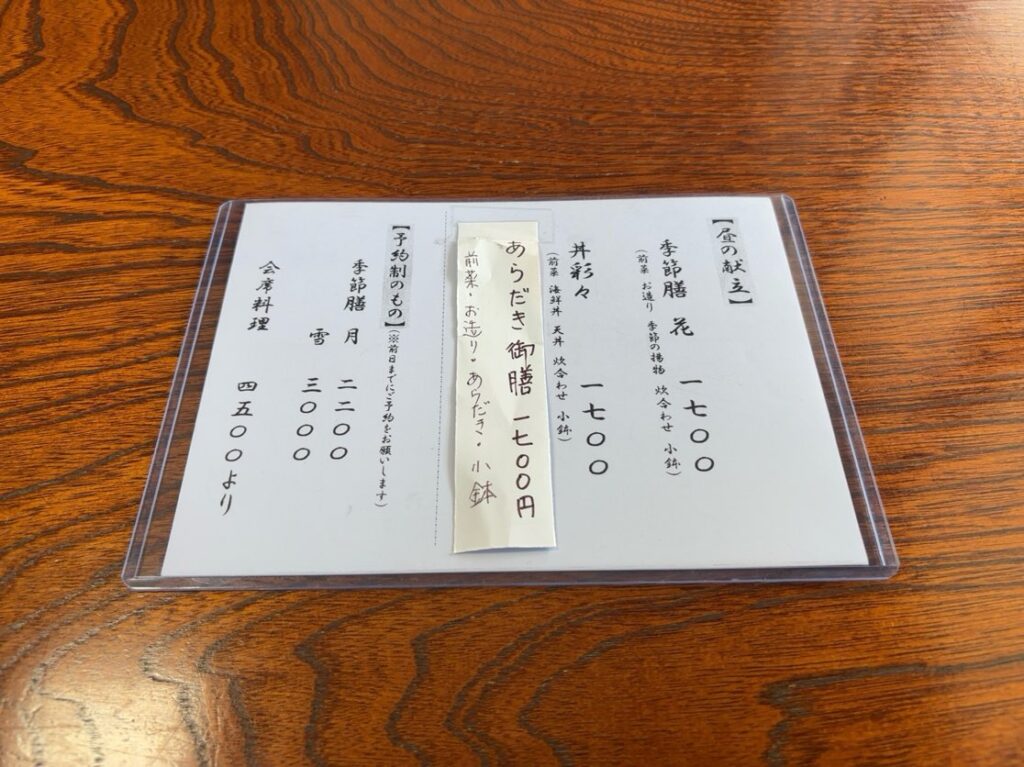 【昼の献立】
季節膳 花 一七〇〇
(前菜 お造り 季節の揚物 炊合わせ 小鉢)
丼彩々 一七〇〇
(前菜 海鮮丼 天丼 炊合わせ 小鉢)
あらだき御膳 一七〇〇円
前菜・お造り・あらだき・小鉢
【予約制のもの】(※前日までにご予約をお願いします)
季節膳 月 二二〇〇
雪 三〇〇〇
会席料理 四五〇〇より